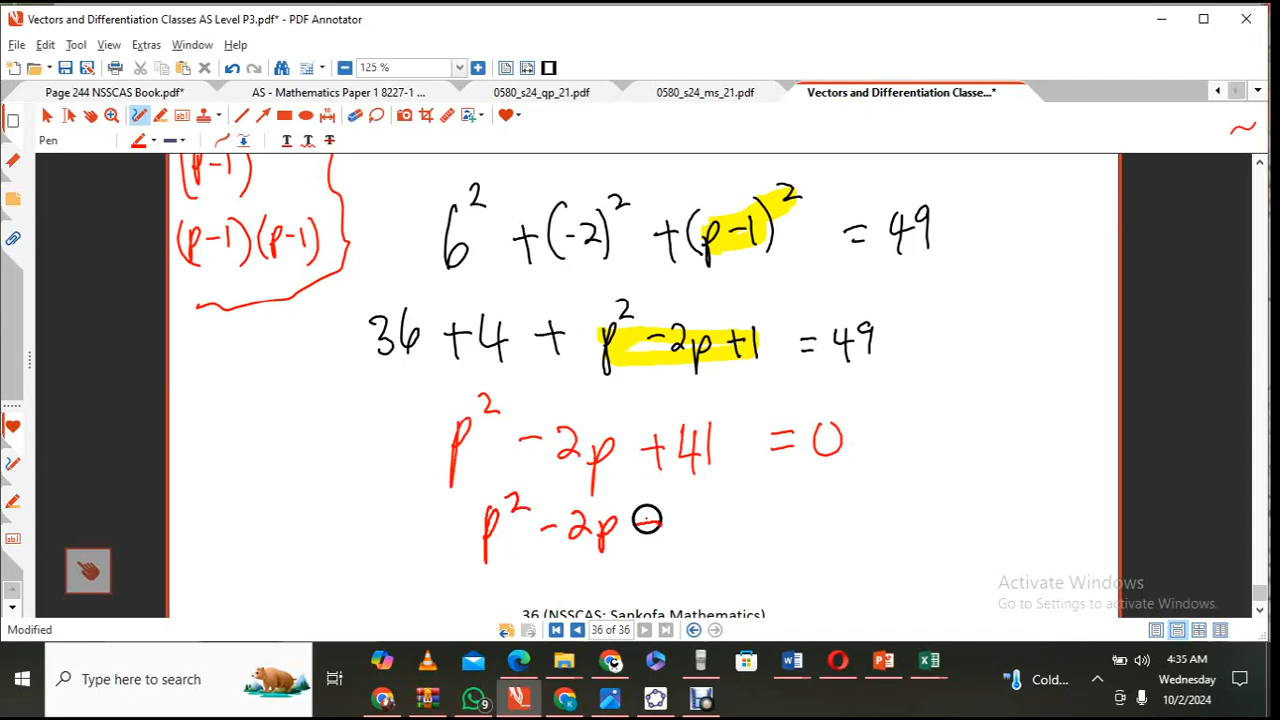 Vectors and Differentiation Classes AS Level P3.pdf* - PDF Annotator
File Edit Tool View Extras Window Help
125 %
Page 244 NSSCAS Book.pdf* AS - Mathematics Paper 1 8227-1 ... 0580_s24_qp_21.pdf 0580_s24_ms_21.pdf Vectors and Differentiation Classe...*
Pen
(p-1)
(p-1)(p-1)
6² + (-2)² + (p-1)² = 49
36 + 4 + p² - 2p + 1 = 49
p² - 2p + 41 = 0
p² - 2p -
36 (NSSCAS: Sankofa Mathematics)
Activate Windows
Go to Settings to activate Windows.
Modified
36 of 36
Type here to search
9
Cold...
4:35 AM
Wednesday
10/2/2024